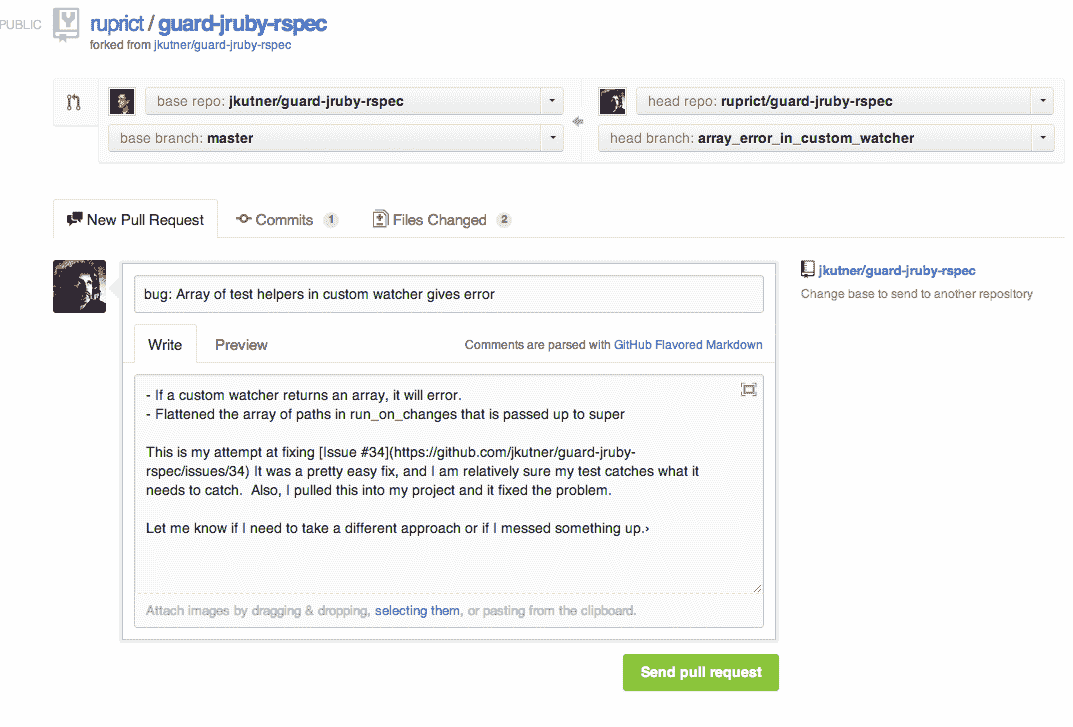 PUBLIC
ruprict / guard-jruby-rspec
forked from jkutner/guard-jruby-rspec
base repo: jkutner/guard-jruby-rspec
head repo: ruprict/guard-jruby-rspec
base branch: master
head branch: array_error_in_custom_watcher
New Pull Request
Commits 1
Files Changed 2
bug: Array of test helpers in custom watcher gives error
jkutner/guard-jruby-rspec
Change base to send to another repository
Write
Preview
Comments are parsed with GitHub Flavored Markdown
- If a custom watcher returns an array, it will error.
- Flattened the array of paths in run_on_changes that is passed up to super
This is my attempt at fixing [Issue #34](https://github.com/jkutner/guard-jruby-
rspec/issues/34) It was a pretty easy fix, and I am relatively sure my test catches what it
needs to catch.  Also, I pulled this into my project and it fixed the problem.
Let me know if I need to take a different approach or if I messed something up.›
Attach images by dragging & dropping, selecting them, or pasting from the clipboard.
Send pull request